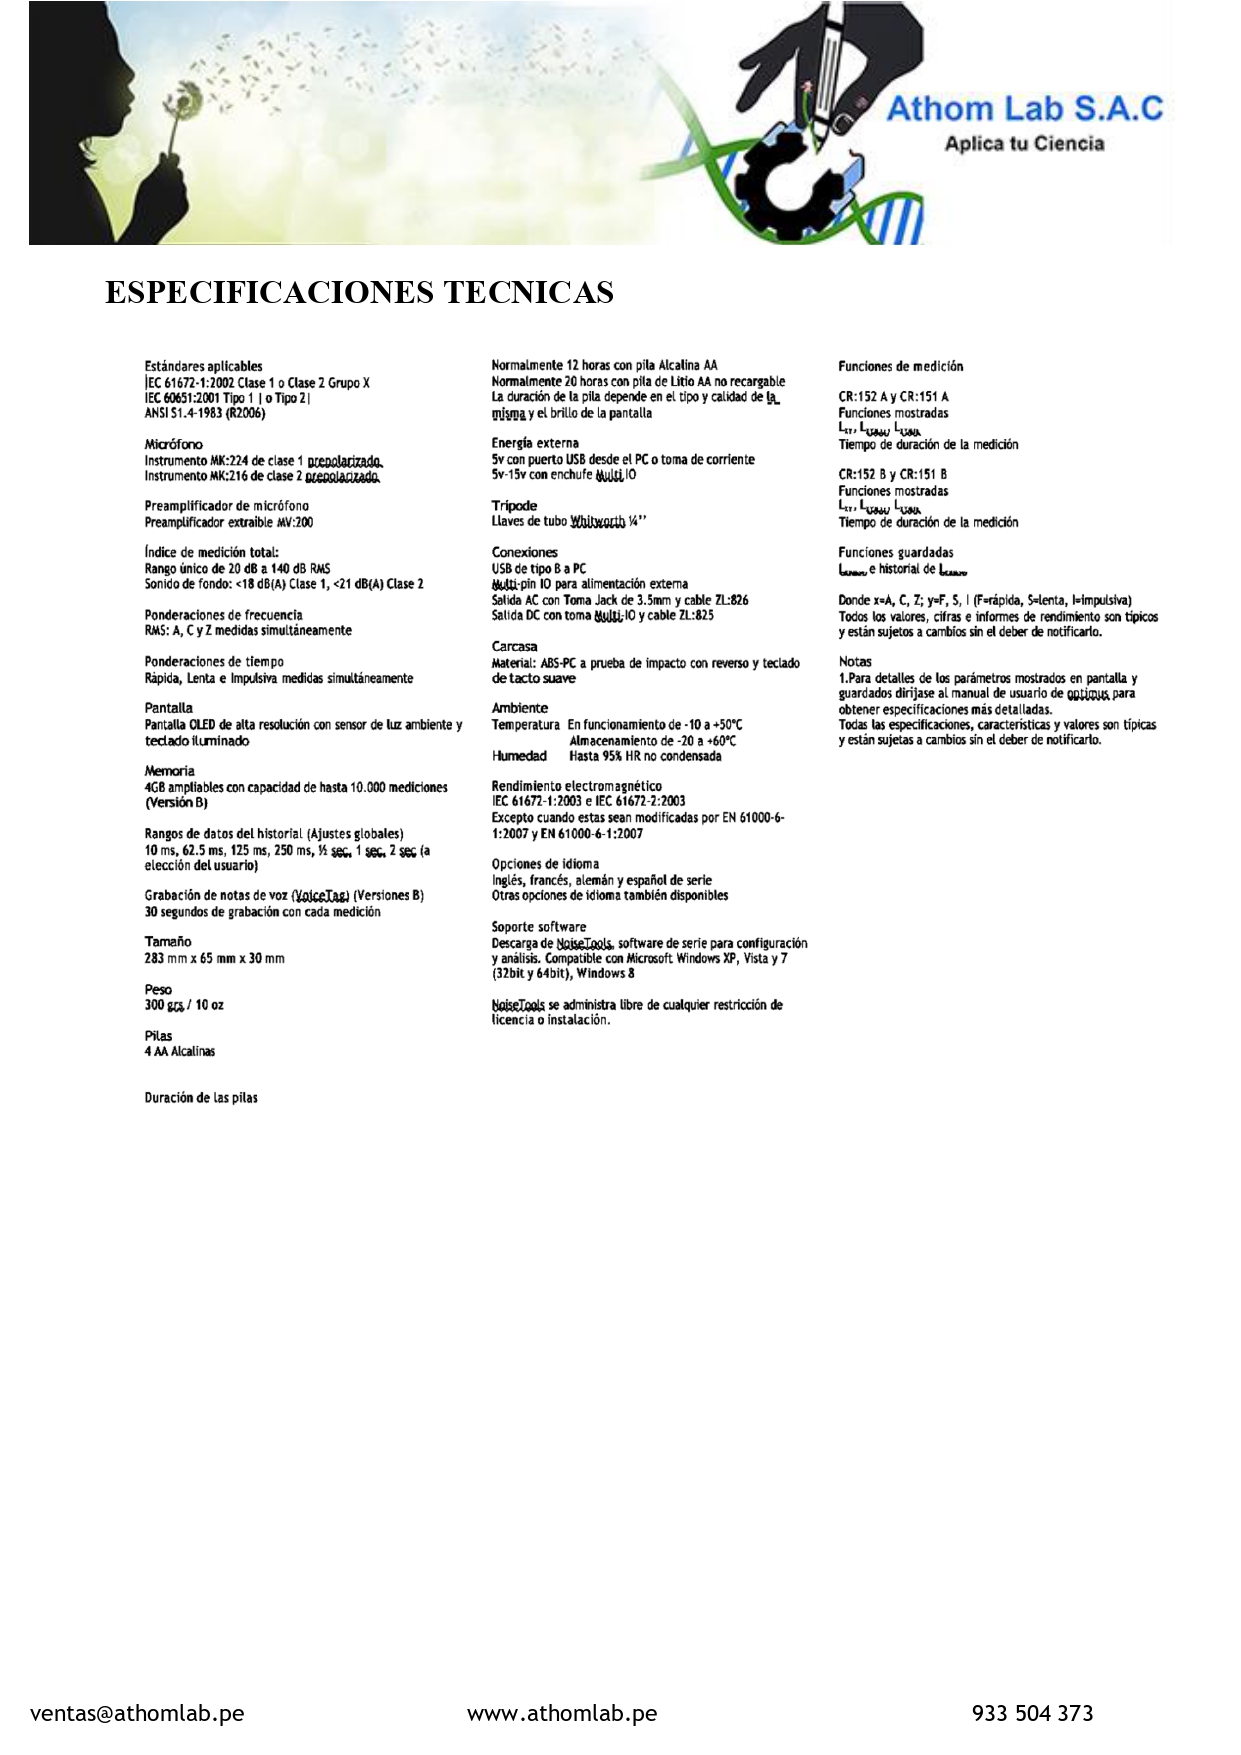 Athom Lab S.A.C
Aplica tu Ciencia
ESPECIFICACIONES TECNICAS
Estándares aplicables
IEC 61672-1:2002 Clase 1 o Clase 2 Grupo X
IEC 60651:2001 Tipo 1 | o Tipo 2|
ANSI S1.4-1983 (R2006)
Micrófono
Instrumento MK:224 de clase 1 prepolarizado.
Instrumento MK:216 de clase 2 prepolarizado.
Preamplificador de micrófono
Preamplificador extraíble MV:200
Índice de medición total:
Rango único de 20 dB a 140 dB RMS
Sonido de fondo: <18 dB(A) Clase 1, <21 dB(A) Clase 2
Ponderaciones de frecuencia
RMS: A, C y Z medidas simultáneamente
Ponderaciones de tiempo
Rápida, Lenta e Impulsiva medidas simultáneamente
Pantalla
Pantalla OLED de alta resolución con sensor de luz ambiente y
teclado iluminado
Memoria
4GB ampliables con capacidad de hasta 10.000 mediciones
(Versión B)
Rangos de datos del historial (Ajustes globales)
10 ms, 62.5 ms, 125 ms, 250 ms, ½ sec, 1 sec, 2 sec (a
elección del usuario)
Grabación de notas de voz (VoiceTag) (Versiones B)
30 segundos de grabación con cada medición
Tamaño
283 mm x 65 mm x 30 mm
Peso
300 grs / 10 oz
Pilas
4 AA Alcalinas
Duración de las pilas
Normalmente 12 horas con pila Alcalina AA
Normalmente 20 horas con pila de Litio AA no recargable
La duración de la pila depende en el tipo y calidad de la
misma y el brillo de la pantalla
Energía externa
5v con puerto USB desde el PC o toma de corriente
5v-15v con enchufe Multi IO
Trípode
Llaves de tubo Whitworth ¼’’
Conexiones
USB de tipo B a PC
Multi-pin IO para alimentación externa
Salida AC con Toma Jack de 3.5mm y cable ZL:826
Salida DC con toma Multi-IO y cable ZL:825
Carcasa
Material: ABS-PC a prueba de impacto con reverso y teclado
de tacto suave
Ambiente
Temperatura En funcionamiento de -10 a +50°C
Almacenamiento de -20 a +60°C
Humedad Hasta 95% HR no condensada
Rendimiento electromagnético
IEC 61672-1:2003 e IEC 61672-2:2003
Excepto cuando estas sean modificadas por EN 61000-6-
1:2007 y EN 61000-6-1:2007
Opciones de idioma
Inglés, francés, alemán y español de serie
Otras opciones de idioma también disponibles
Soporte software
Descarga de NoiseTools, software de serie para configuración
y análisis. Compatible con Microsoft Windows XP, Vista y 7
(32bit y 64bit), Windows 8
NoiseTools se administra libre de cualquier restricción de
licencia o instalación.
Funciones de medición
CR:152 A y CR:151 A
Funciones mostradas
Tiempo de duración de la medición
CR:152 B y CR:151 B
Funciones mostradas
Tiempo de duración de la medición
Funciones guardadas
e historial de
Donde x=A, C, Z; y=F, S, I (F=rápida, S=lenta, I=impulsiva)
Todos los valores, cifras e informes de rendimiento son típicos
y están sujetos a cambios sin el deber de notificarlo.
Notas
1.Para detalles de los parámetros mostrados en pantalla y
guardados diríjase al manual de usuario de optimus para
obtener especificaciones más detalladas.
Todas las especificaciones, características y valores son típicas
y están sujetas a cambios sin el deber de notificarlo.
ventas@athomlab.pe www.athomlab.pe 933 504 373